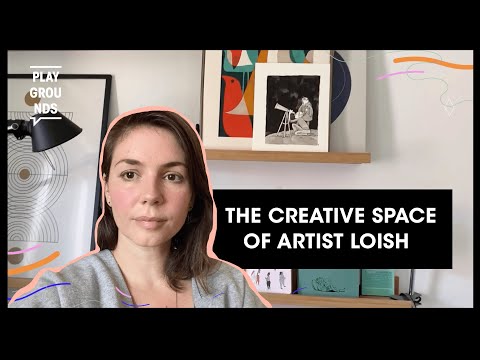 PLAY
GROU
NDS
THE CREATIVE SPACE
OF ARTIST LOISH